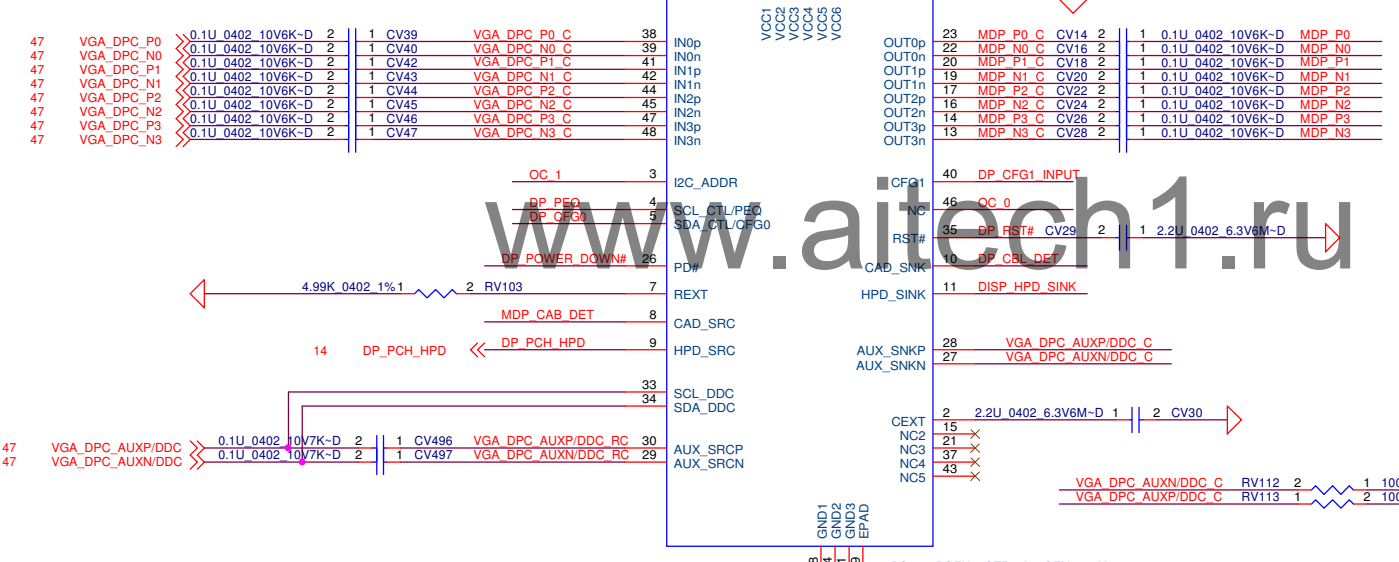 VCC1
VCC2
VCC3
VCC4
VCC5
VCC6
47 VGA_DPC_P0 0.1U_0402_10V6K~D 2 1 CV39 VGA_DPC_P0_C 38 IN0p
47 VGA_DPC_N0 0.1U_0402_10V6K~D 2 1 CV40 VGA_DPC_N0_C 39 IN0n
47 VGA_DPC_P1 0.1U_0402_10V6K~D 2 1 CV42 VGA_DPC_P1_C 41 IN1p
47 VGA_DPC_N1 0.1U_0402_10V6K~D 2 1 CV43 VGA_DPC_N1_C 42 IN1n
47 VGA_DPC_P2 0.1U_0402_10V6K~D 2 1 CV44 VGA_DPC_P2_C 44 IN2p
47 VGA_DPC_N2 0.1U_0402_10V6K~D 2 1 CV45 VGA_DPC_N2_C 45 IN2n
47 VGA_DPC_P3 0.1U_0402_10V6K~D 2 1 CV46 VGA_DPC_P3_C 47 IN3p
47 VGA_DPC_N3 0.1U_0402_10V6K~D 2 1 CV47 VGA_DPC_N3_C 48 IN3n
OUT0p 23 MDP_P0_C CV14 2 1 0.1U_0402_10V6K~D MDP_P0
OUT0n 22 MDP_N0_C CV16 2 1 0.1U_0402_10V6K~D MDP_N0
OUT1p 20 MDP_P1_C CV18 2 1 0.1U_0402_10V6K~D MDP_P1
OUT1n 19 MDP_N1_C CV20 2 1 0.1U_0402_10V6K~D MDP_N1
OUT2p 17 MDP_P2_C CV22 2 1 0.1U_0402_10V6K~D MDP_P2
OUT2n 16 MDP_N2_C CV24 2 1 0.1U_0402_10V6K~D MDP_N2
OUT3p 14 MDP_P3_C CV26 2 1 0.1U_0402_10V6K~D MDP_P3
OUT3n 13 MDP_N3_C CV28 2 1 0.1U_0402_10V6K~D MDP_N3
OC_1 3 I2C_ADDR
DP_PEQ 4 SCL_CTL/PEQ
DP_CFG0 5 SDA_CTL/CFG0
DP_POWER_DOWN# 26 PD#
4.99K_0402_1% 1 2 RV103 7 REXT
MDP_CAB_DET 8 CAD_SRC
14 DP_PCH_HPD DP_PCH_HPD 9 HPD_SRC
33 SCL_DDC
34 SDA_DDC
47 VGA_DPC_AUXP/DDC 0.1U_0402_10V7K~D 2 1 CV496 VGA_DPC_AUXP/DDC_RC 30 AUX_SRCP
47 VGA_DPC_AUXN/DDC 0.1U_0402_10V7K~D 2 1 CV497 VGA_DPC_AUXN/DDC_RC 29 AUX_SRCN
CFG1 40 DP_CFG1_INPUT
NC 46 OC_0
RST# 35 DP_RST# CV29 2 1 2.2U_0402_6.3V6M~D
CAD_SNK 10 DP_CBL_DET
HPD_SINK 11 DISP_HPD_SINK
AUX_SNKP 28 VGA_DPC_AUXP/DDC_C
AUX_SNKN 27 VGA_DPC_AUXN/DDC_C
CEXT 2 2.2U_0402_6.3V6M~D 1 2 CV30
NC2 15
NC3 21
NC4 37
NC5 43
VGA_DPC_AUXN/DDC_C RV112 2 1 100
VGA_DPC_AUXP/DDC_C RV113 1 2 100
GND1
GND2
GND3
EPAD
www.aitech1.ru